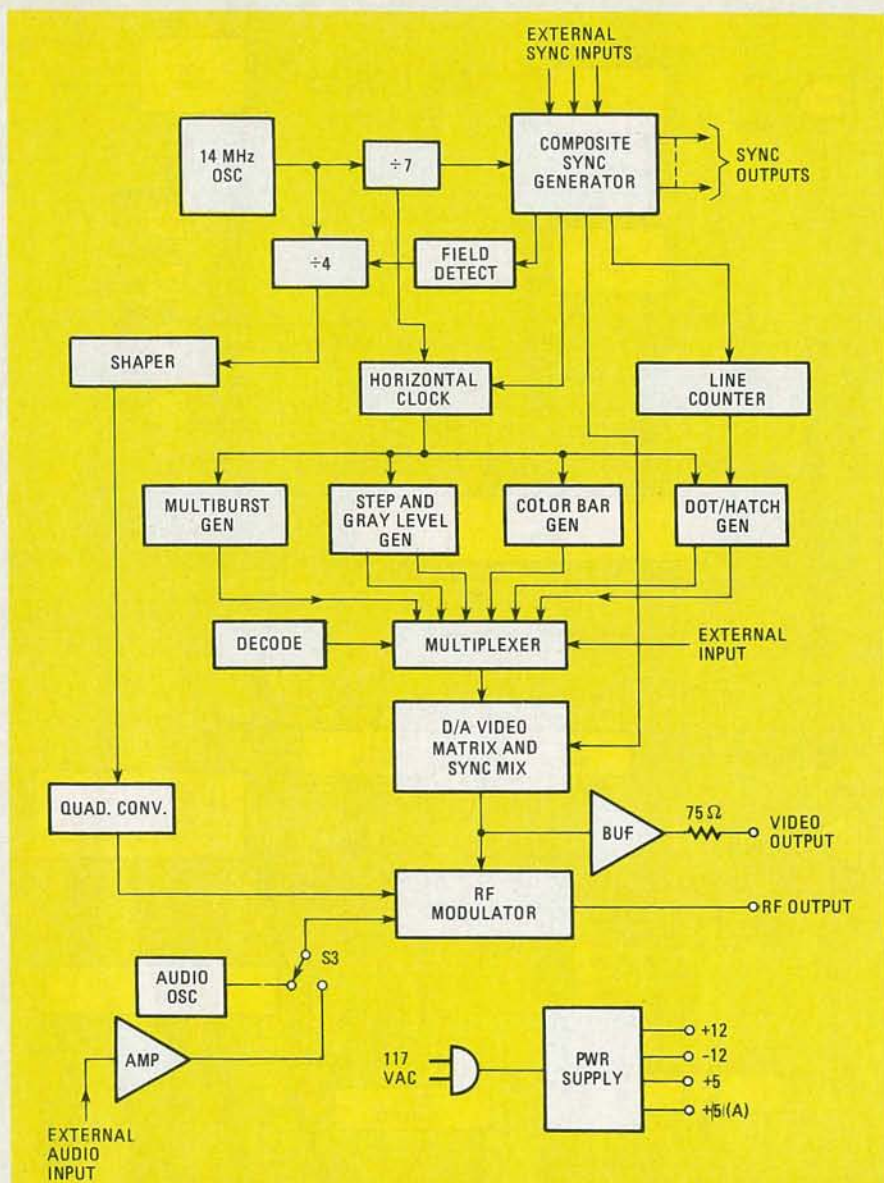 EXTERNAL
SYNC INPUTS
14 MHz
OSC
÷7
COMPOSITE
SYNC
GENERATOR
SYNC
OUTPUTS
÷4
FIELD
DETECT
SHAPER
HORIZONTAL
CLOCK
LINE
COUNTER
MULTIBURST
GEN
STEP AND
GRAY LEVEL
GEN
COLOR BAR
GEN
DOT/HATCH
GEN
DECODE
MULTIPLEXER
EXTERNAL
INPUT
D/A VIDEO
MATRIX AND
SYNC MIX
QUAD. CONV.
BUF
75 Ω
VIDEO
OUTPUT
RF
MODULATOR
RF OUTPUT
S3
AUDIO
OSC
AMP
EXTERNAL
AUDIO
INPUT
117
VAC
PWR
SUPPLY
+12
-12
+5
+5 (A)